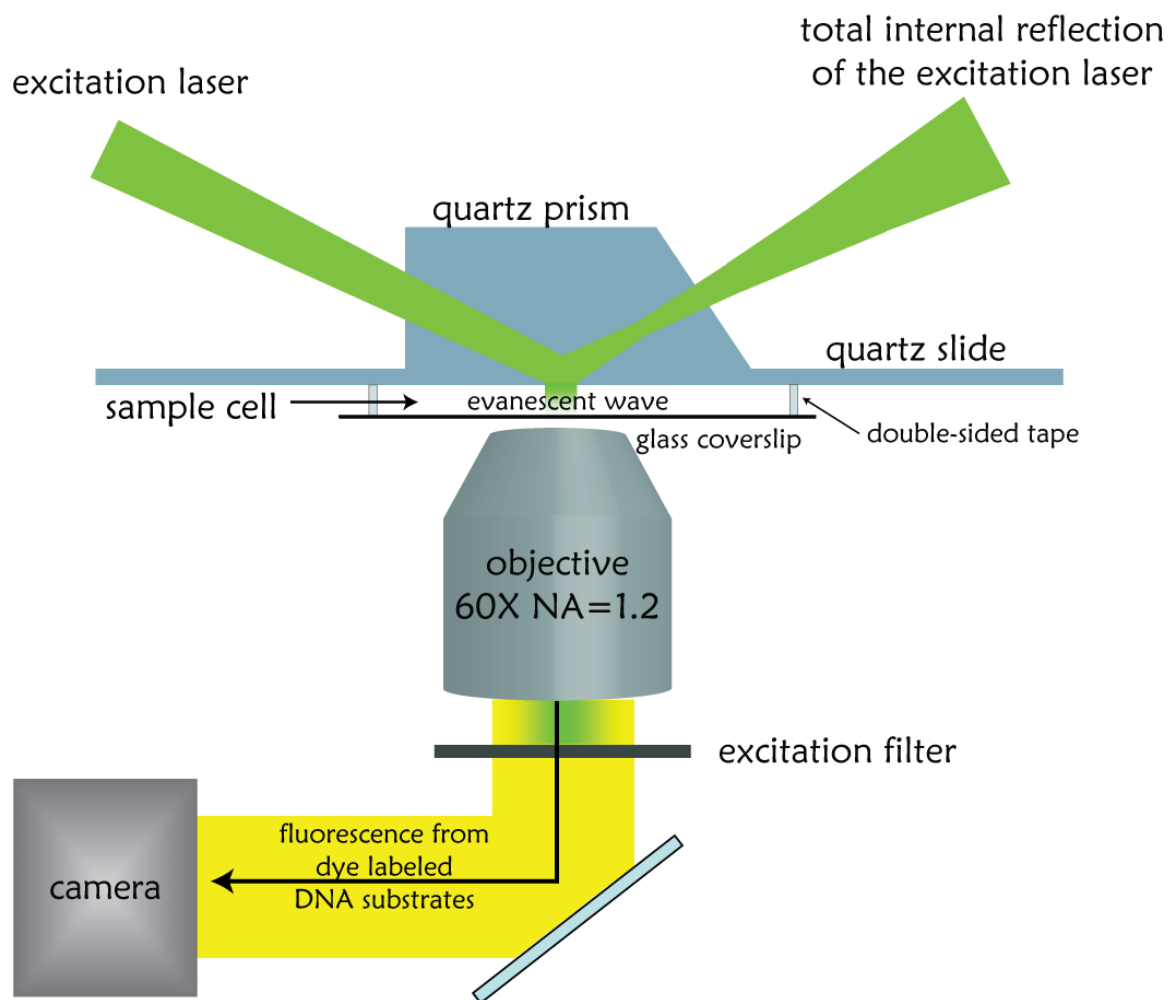 excitation laser
total internal reflection
of the excitation laser
quartz prism
quartz slide
sample cell
evanescent wave
glass coverslip
double-sided tape
objective
60X NA=1.2
excitation filter
fluorescence from
dye labeled
DNA substrates
camera